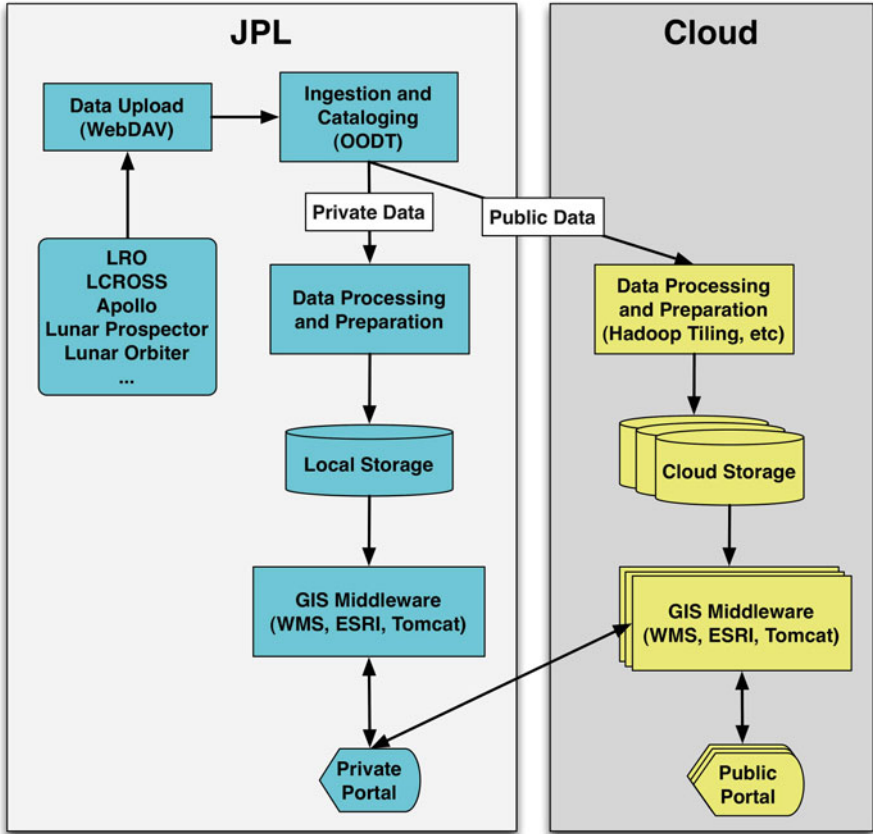 JPL
Cloud
Data Upload
(WebDAV)
Ingestion and
Cataloging
(OODT)
Private Data
Public Data
LRO
LCROSS
Apollo
Lunar Prospector
Lunar Orbiter
...
Data Processing
and Preparation
Data Processing
and Preparation
(Hadoop Tiling, etc)
Local Storage
Cloud Storage
GIS Middleware
(WMS, ESRI, Tomcat)
GIS Middleware
(WMS, ESRI, Tomcat)
Private
Portal
Public
Portal